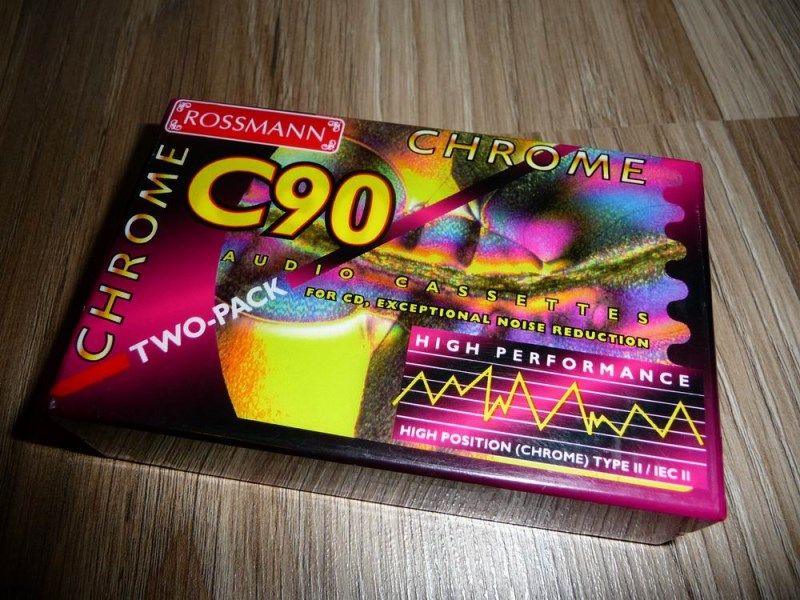 ROSSMANN
CHROME
CHROME
C90
AUDIO CASSETTES
FOR CD, EXCEPTIONAL NOISE REDUCTION
TWO-PACK
HIGH PERFORMANCE
HIGH POSITION (CHROME) TYPE II / IEC II